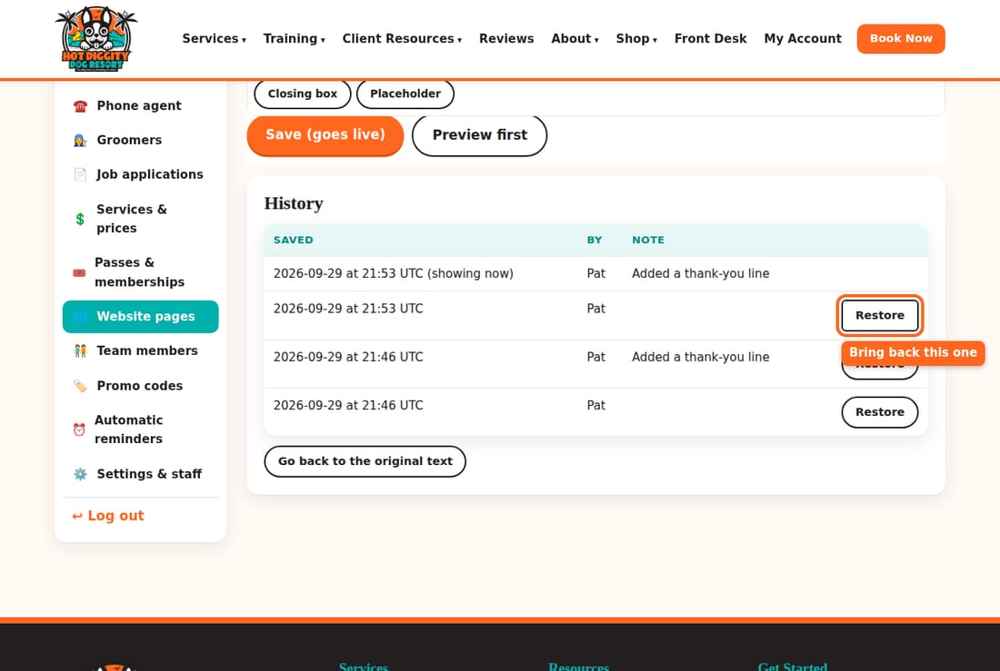 HOT DIGGITY
DOG RESORT
Services ▾
Training ▾
Client Resources ▾
Reviews
About ▾
Shop ▾
Front Desk
My Account
Book Now
Phone agent
Groomers
Job applications
Services &
prices
Passes &
memberships
Website pages
Team members
Promo codes
Automatic
reminders
Settings & staff
↩ Log out
Closing box
Placeholder
Save (goes live)
Preview first
History
SAVED BY NOTE
2026-09-29 at 21:53 UTC (showing now) Pat Added a thank-you line
2026-09-29 at 21:53 UTC Pat Restore
Bring back this one
2026-09-29 at 21:46 UTC Pat Added a thank-you line Restore
2026-09-29 at 21:46 UTC Pat Restore
Go back to the original text
Services
Resources
Get Started